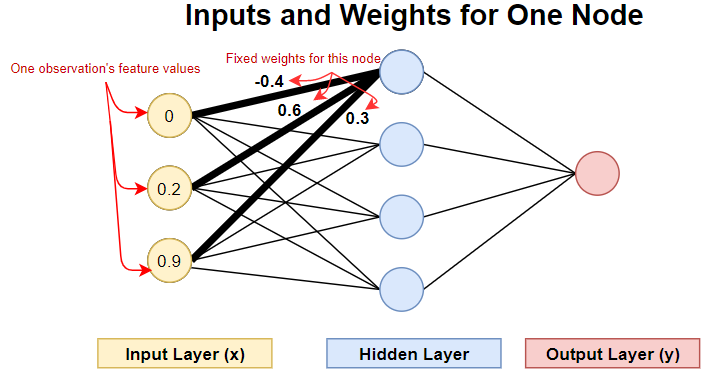 Inputs and Weights for One Node
One observation's feature values
Fixed weights for this node
-0.4
0.6
0.3
0
0.2
0.9
Input Layer (x)
Hidden Layer
Output Layer (y)